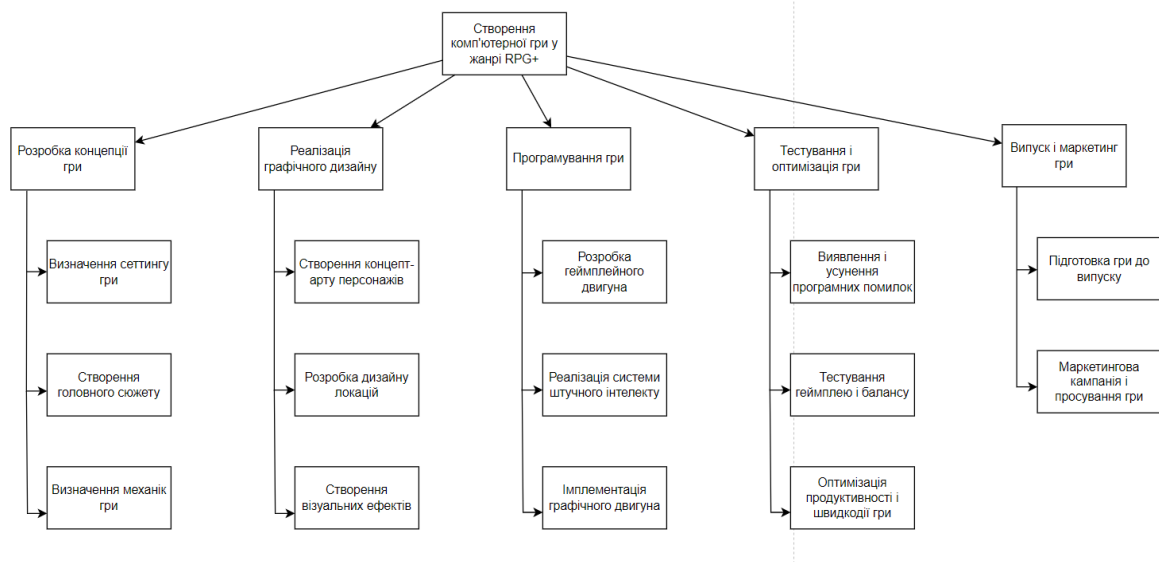 Створення
комп'ютерної гри у
жанрі RPG+
Розробка концепції
гри
Реалізація
графічного дизайну
Програмування гри
Тестування і
оптимізація гри
Випуск і маркетинг
гри
Визначення сеттингу
гри
Створення концепт-
арту персонажів
Розробка
геймплейного
двигуна
Виявлення і
усунення
програмних помилок
Підготовка гри до
випуску
Створення
головного сюжету
Розробка дизайну
локацій
Реалізація системи
штучного інтелекту
Тестування
геймплею і балансу
Маркетингова
кампанія і
просування гри
Визначення механік
гри
Створення
візуальних ефектів
Імплементація
графічного двигуна
Оптимізація
продуктивності і
швидкодії гри